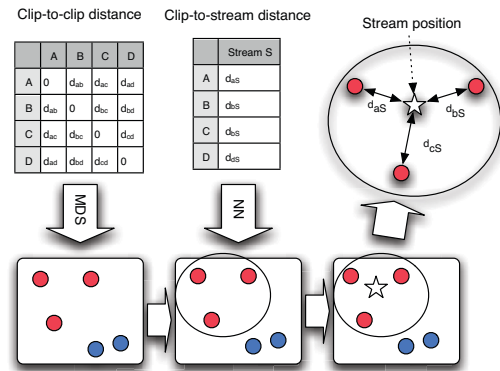 Clip-to-clip distance
A B C D
A 0 dab dac dad
B dab 0 dbc dbd
C dac dbc 0 dcd
D dad dbd dcd 0
MDS
Clip-to-stream distance
Stream S
A daS
B dbS
C dbS
D ddS
NN
Stream position
daS
dbS
dcS